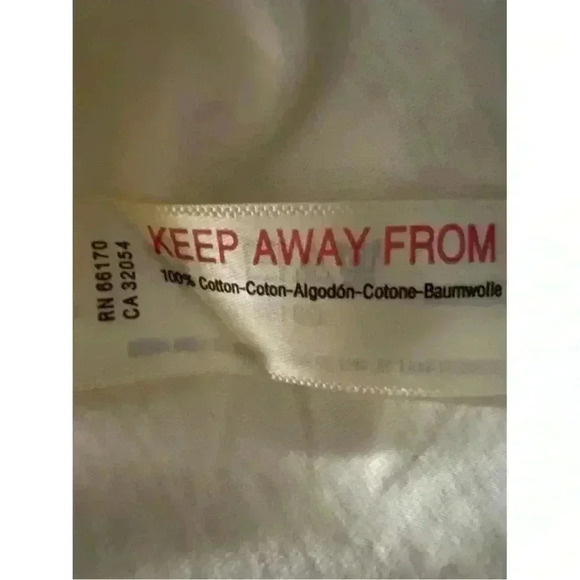 RN 66170
CA 32054
KEEP AWAY FROM
100% Cotton-Coton-Algodón-Cotone-Baumwolle